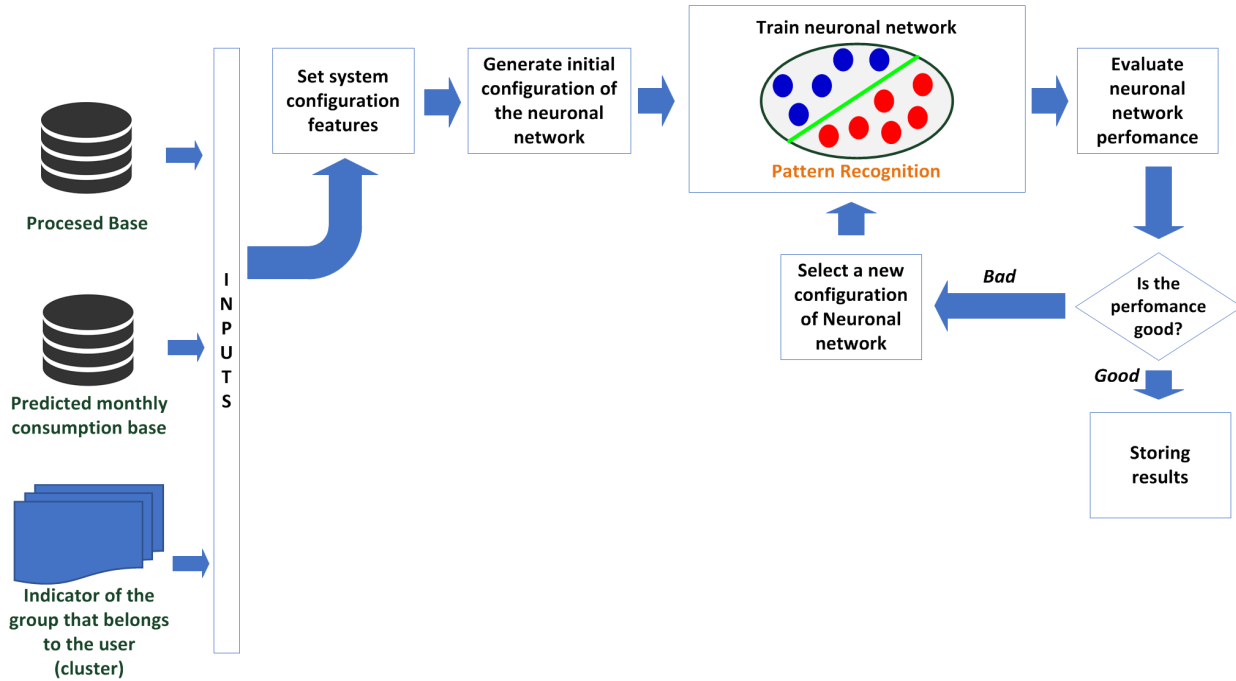 Procesed Base
Predicted monthly
consumption base
Indicator of the
group that belongs
to the user
(cluster)
I
N
P
U
T
S
Set system
configuration
features
Generate initial
configuration of
the neuronal
network
Train neuronal network
Pattern Recognition
Evaluate
neuronal
network
perfomance
Is the
perfomance
good?
Bad
Select a new
configuration
of Neuronal
network
Good
Storing
results